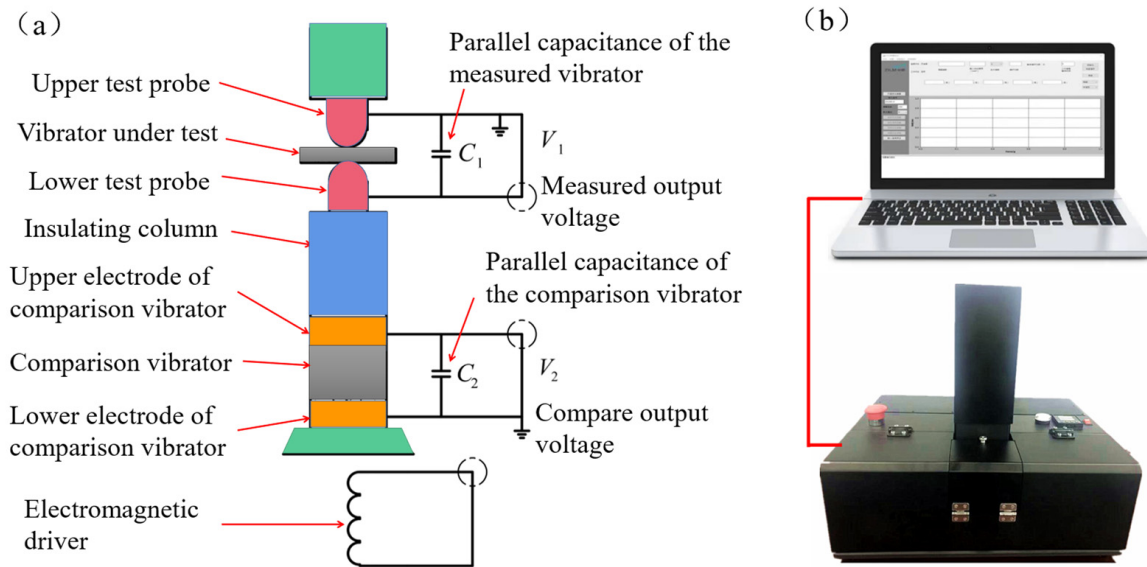 (a)
Upper test probe
Vibrator under test
Lower test probe
Insulating column
Upper electrode of
comparison vibrator
Comparison vibrator
Lower electrode of
comparison vibrator
Electromagnetic
driver
Parallel capacitance of the
measured vibrator
C1
V1
Measured output
voltage
Parallel capacitance of
the comparison vibrator
C2
V2
Compare output
voltage
(b)